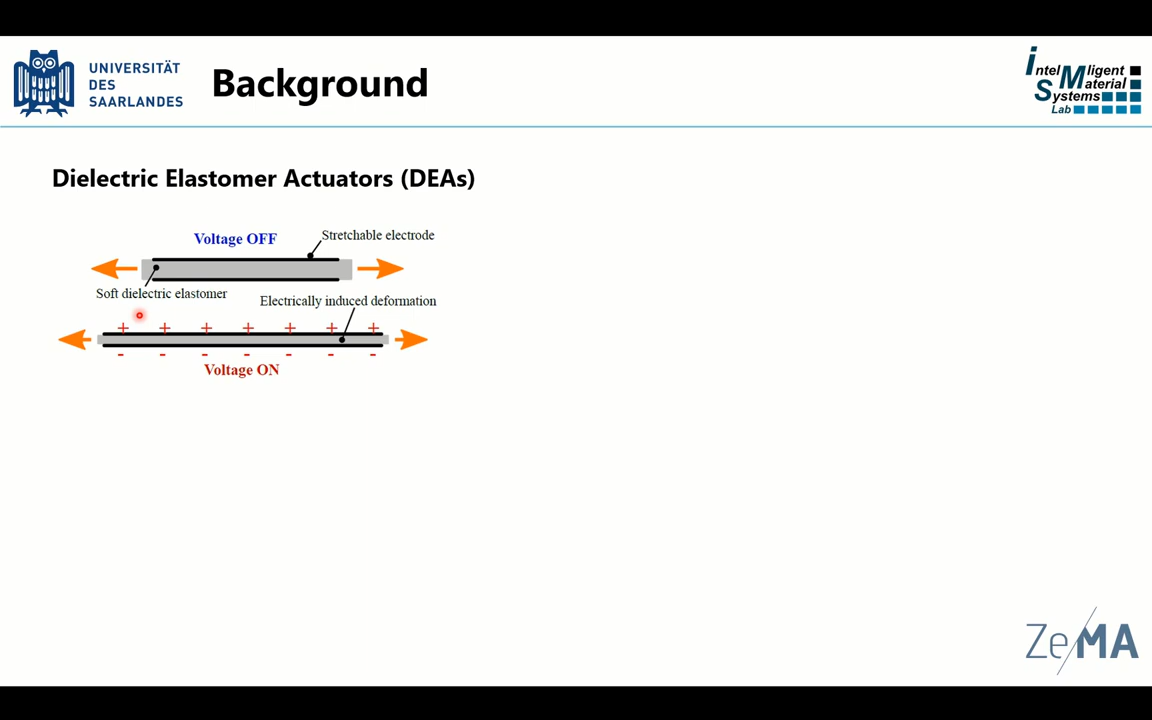 UNIVERSITÄT
DES
SAARLANDES
Background
intelligent
Material
Systems
Lab
Dielectric Elastomer Actuators (DEAs)
Voltage OFF
Stretchable electrode
Soft dielectric elastomer
Electrically induced deformation
+ + + + + + +
- - - - - - -
Voltage ON
ZeMA